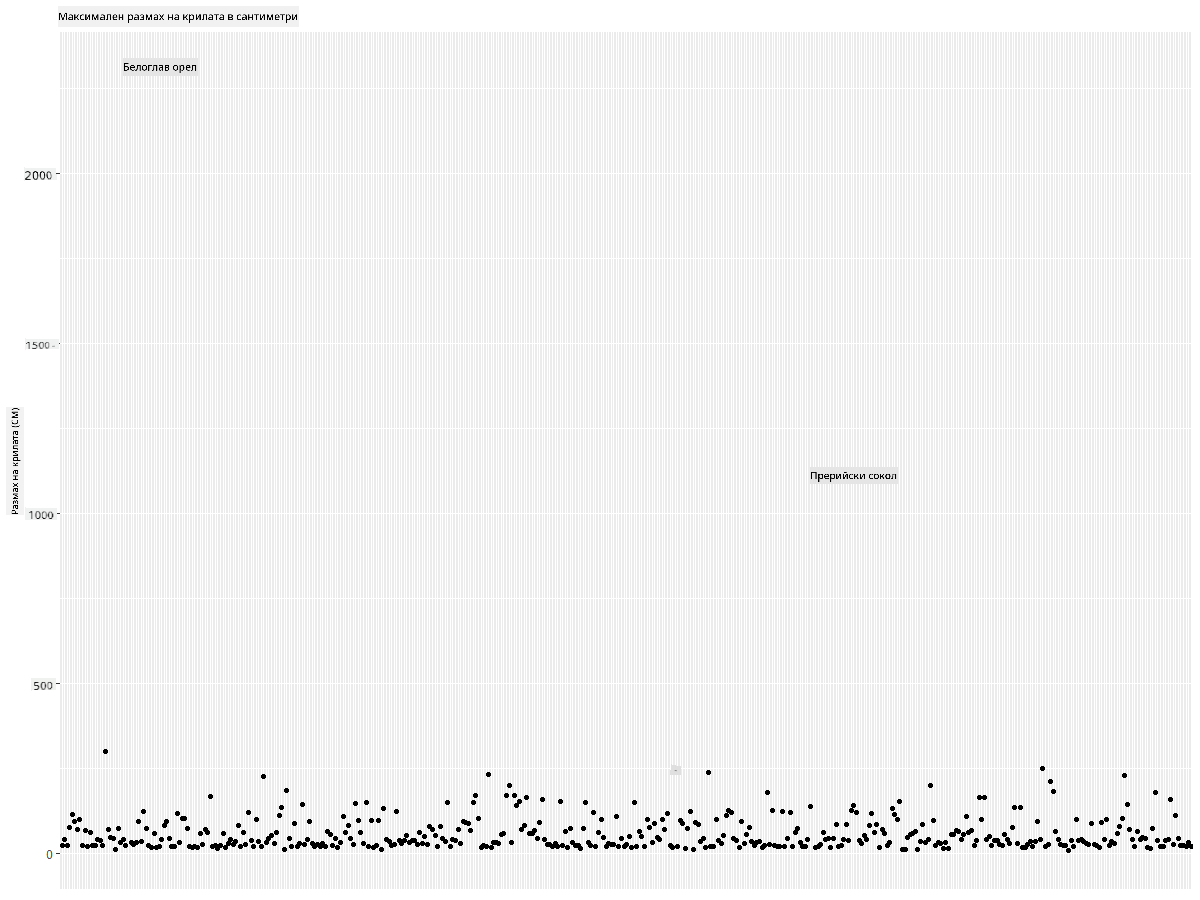 Максимален размах на крилата в сантиметри
Белоглав орел
2000
1500
Прерийски сокол
1000
Размах на крилата (СМ)
500
0